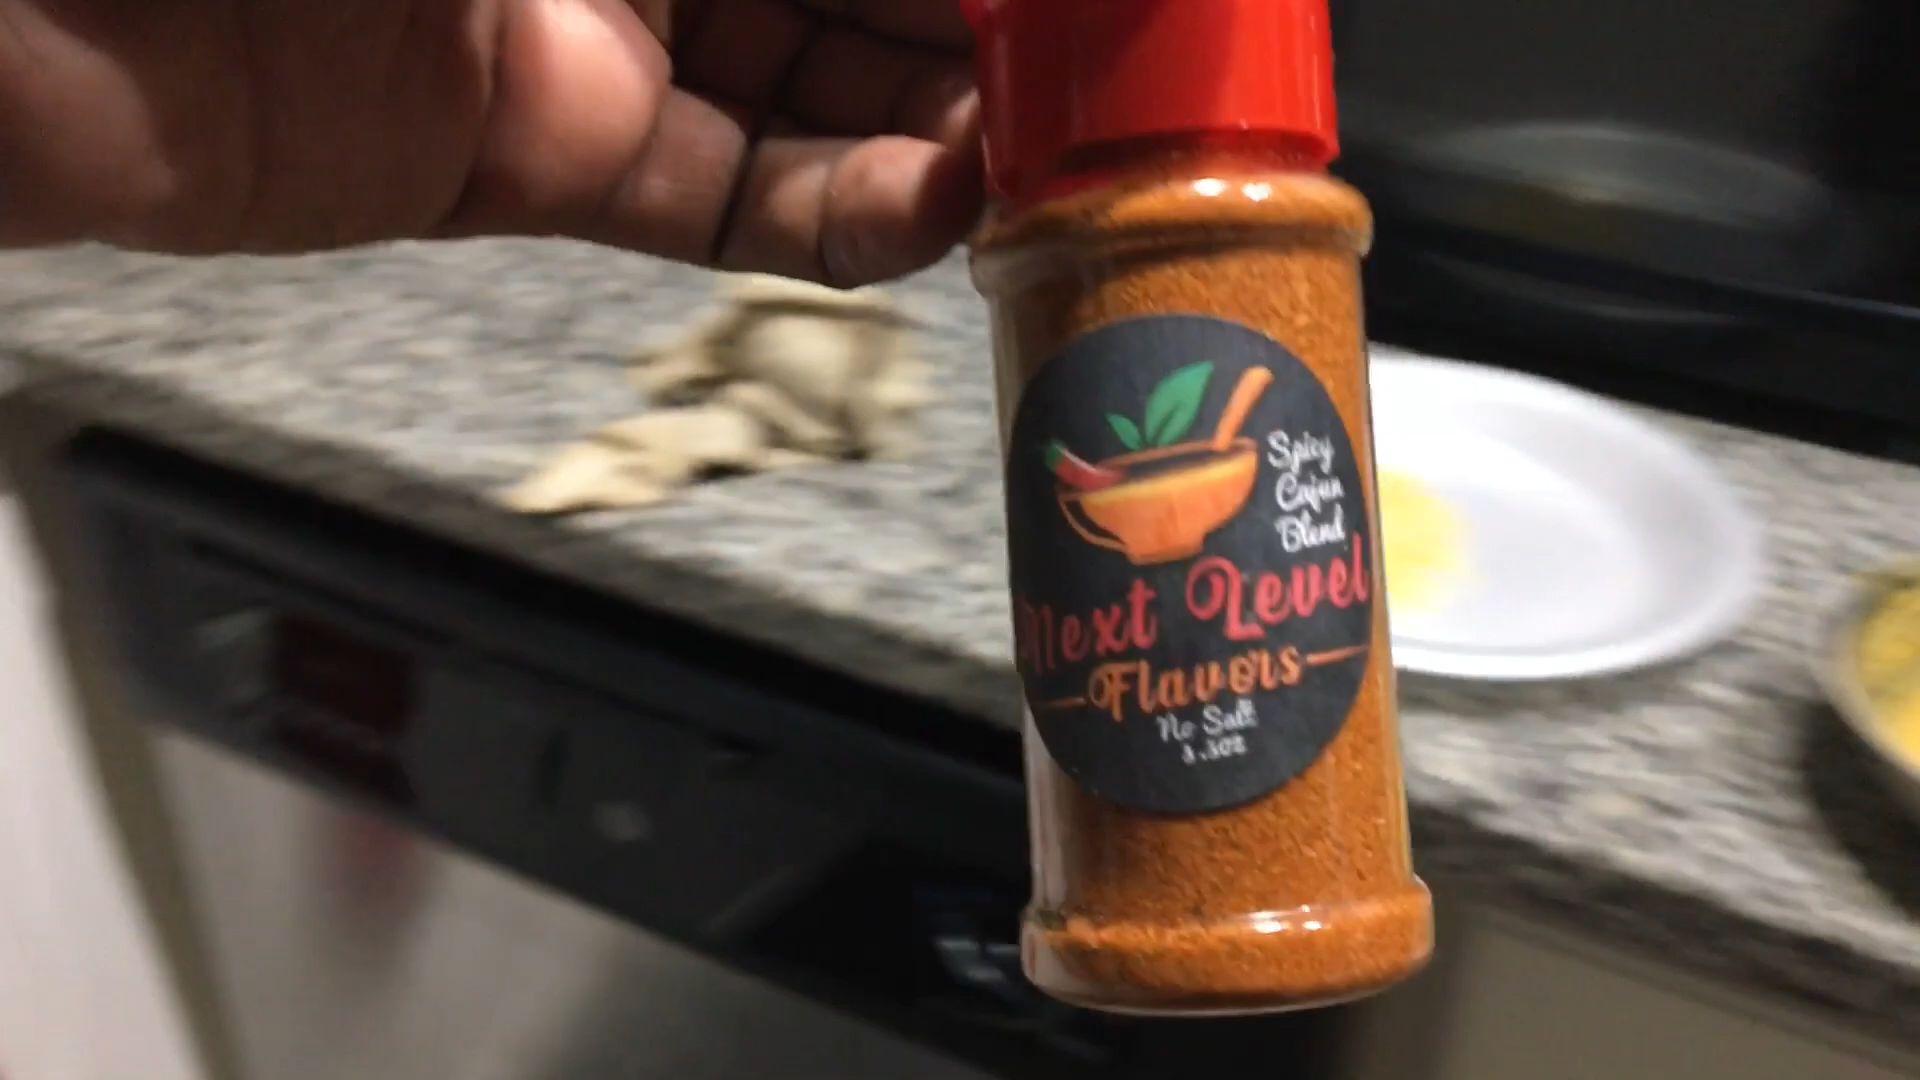 Spicy
Cajun
Blend
Next Level
Flavors
No Salt